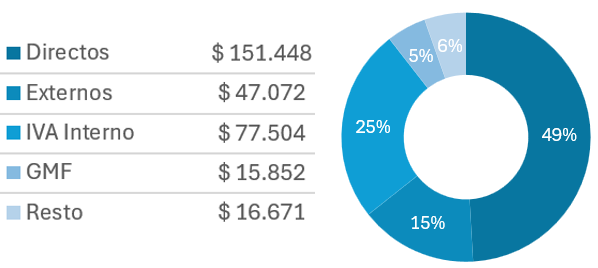 Directos $ 151.448
Externos $ 47.072
IVA Interno $ 77.504
GMF $ 15.852
Resto $ 16.671
6%
5%
25%
49%
15%